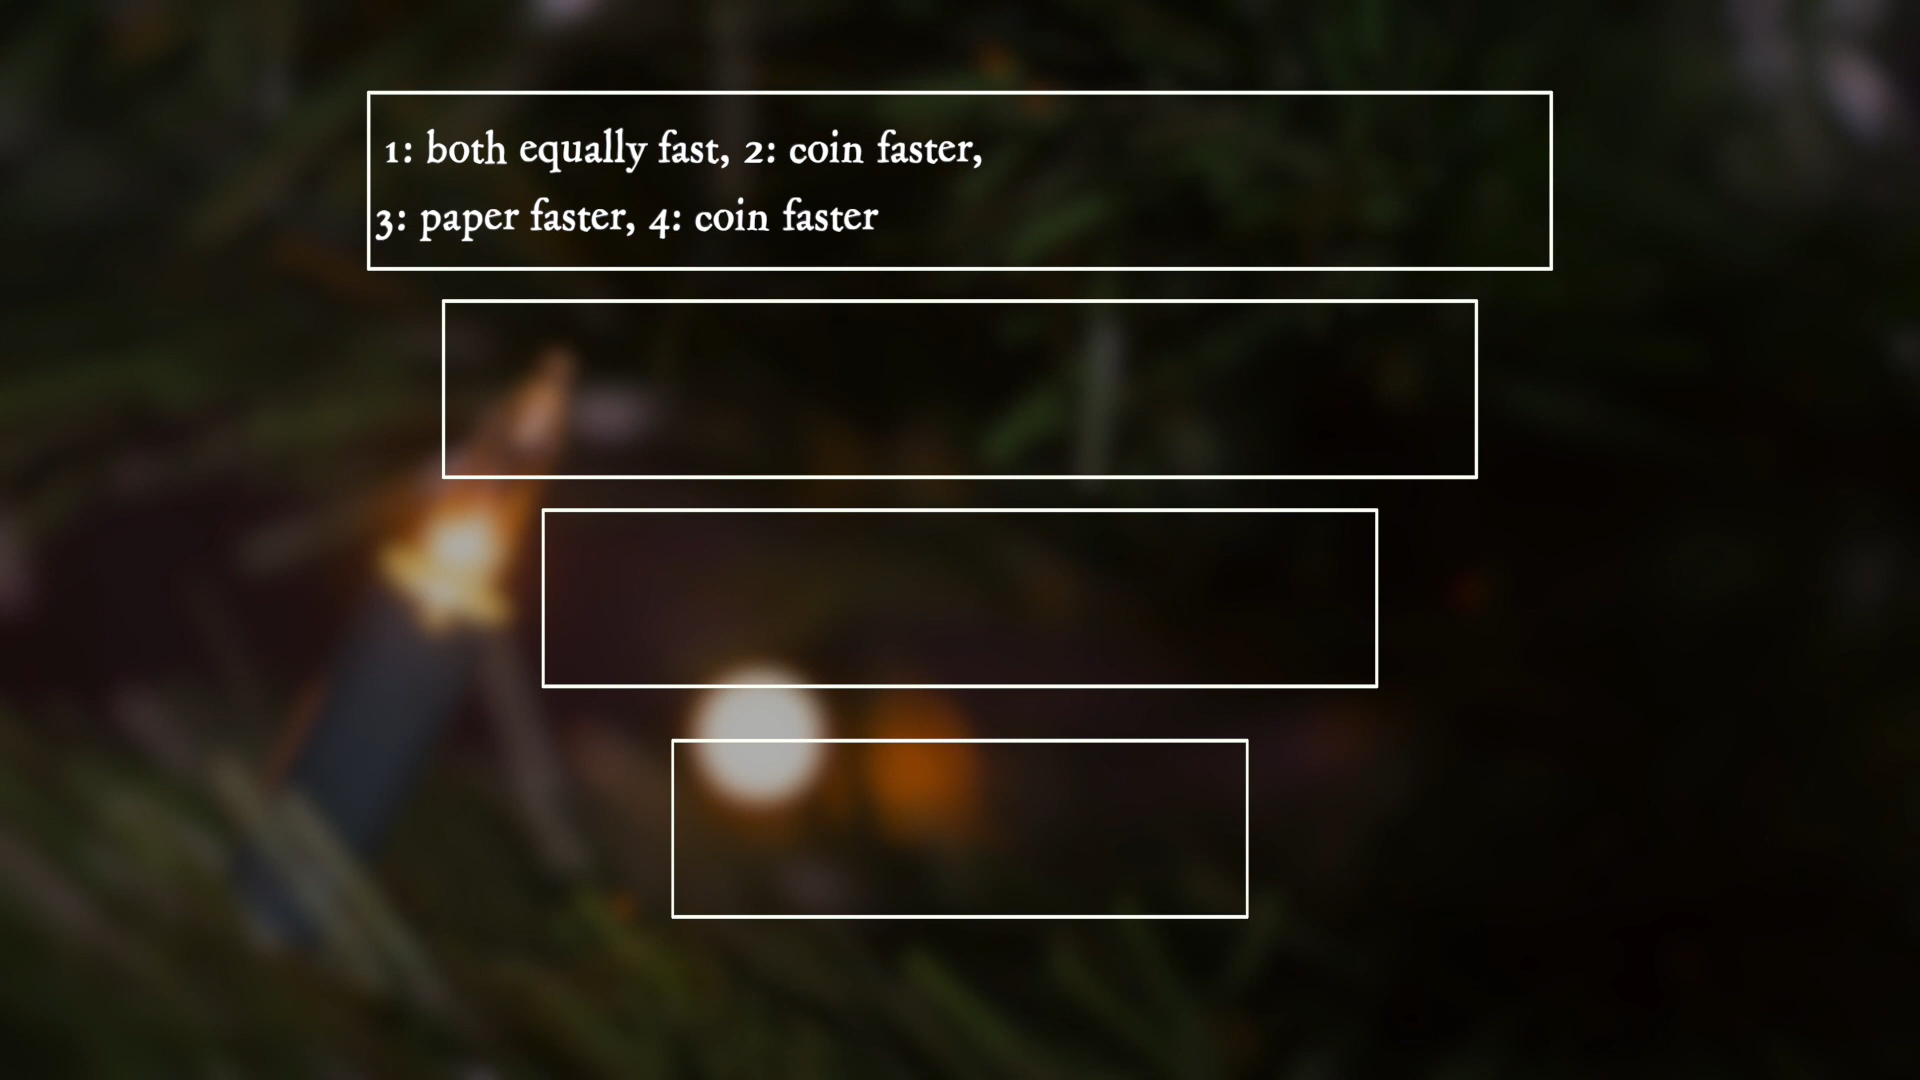 1: both equally fast, 2: coin faster,
3: paper faster, 4: coin faster